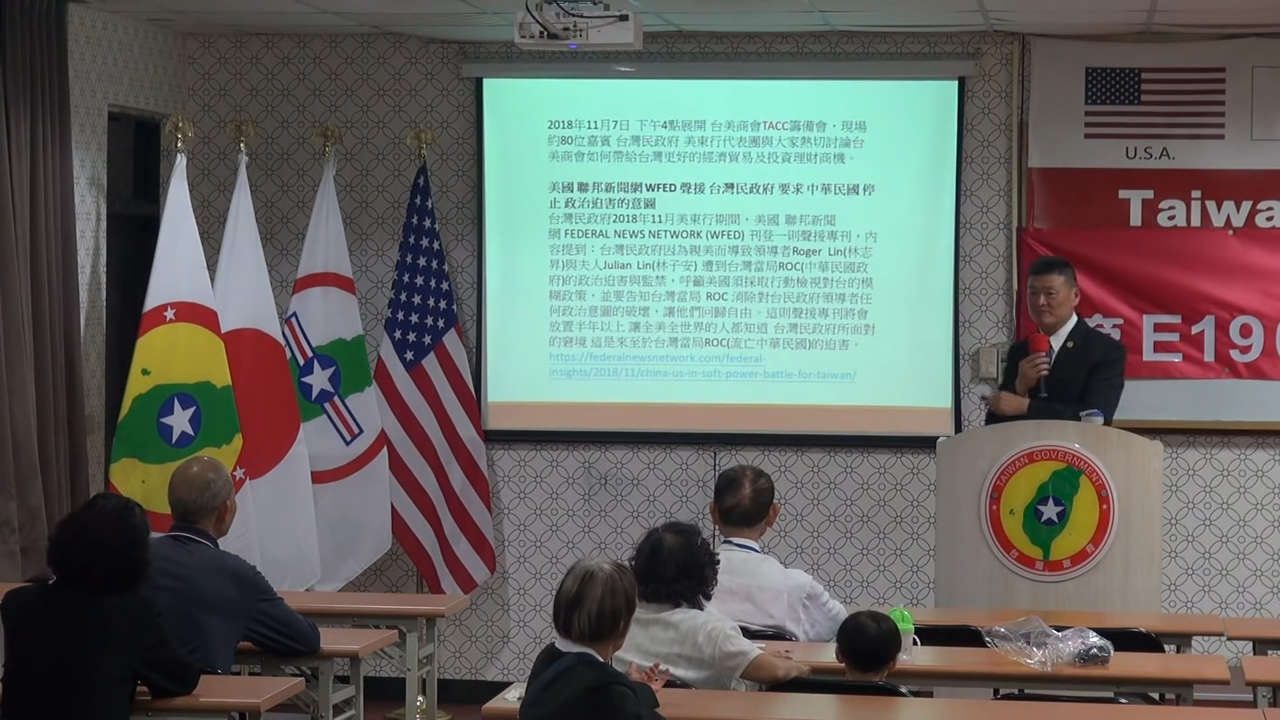 2018年11月7日 下午4點展開 台美商會TACC籌備會，現場
約80位嘉賓 台灣民政府 美東行代表團與大家熱切討論台
美商會如何帶給台灣更好的經濟貿易及投資理財商機。
美國 聯邦新聞網 WFED 聲援 台灣民政府 要求 中華民國 停
止 政治迫害的意圖
台灣民政府2018年11月美東行期間，美國 聯邦新聞
網 FEDERAL NEWS NETWORK (WFED) 刊登一則聲援專刊，內
容提到：台灣民政府因為親美而導致領導者Roger Lin(林志
昇)與夫人Julian Lin(林子安) 遭到台灣當局ROC(中華民國政
府)的政治迫害與監禁，呼籲美國須採取行動檢視對台的模
糊政策，並要告知台灣當局 ROC 消除對台民政府領導者任
何政治意圖的破壞，讓他們回歸自由。這則聲援專刊將會
放置半年以上 讓全美全世界的人都知道 台灣民政府所面對
的窘境 這是來至於台灣當局ROC(流亡中華民國)的迫害。
https://federalnewsnetwork.com/federal-
insights/2018/11/china-us-in-soft-power-battle-for-taiwan/
U.S.A.
Taiwa
E190
TAIWAN GOVERNMENT
台灣政府